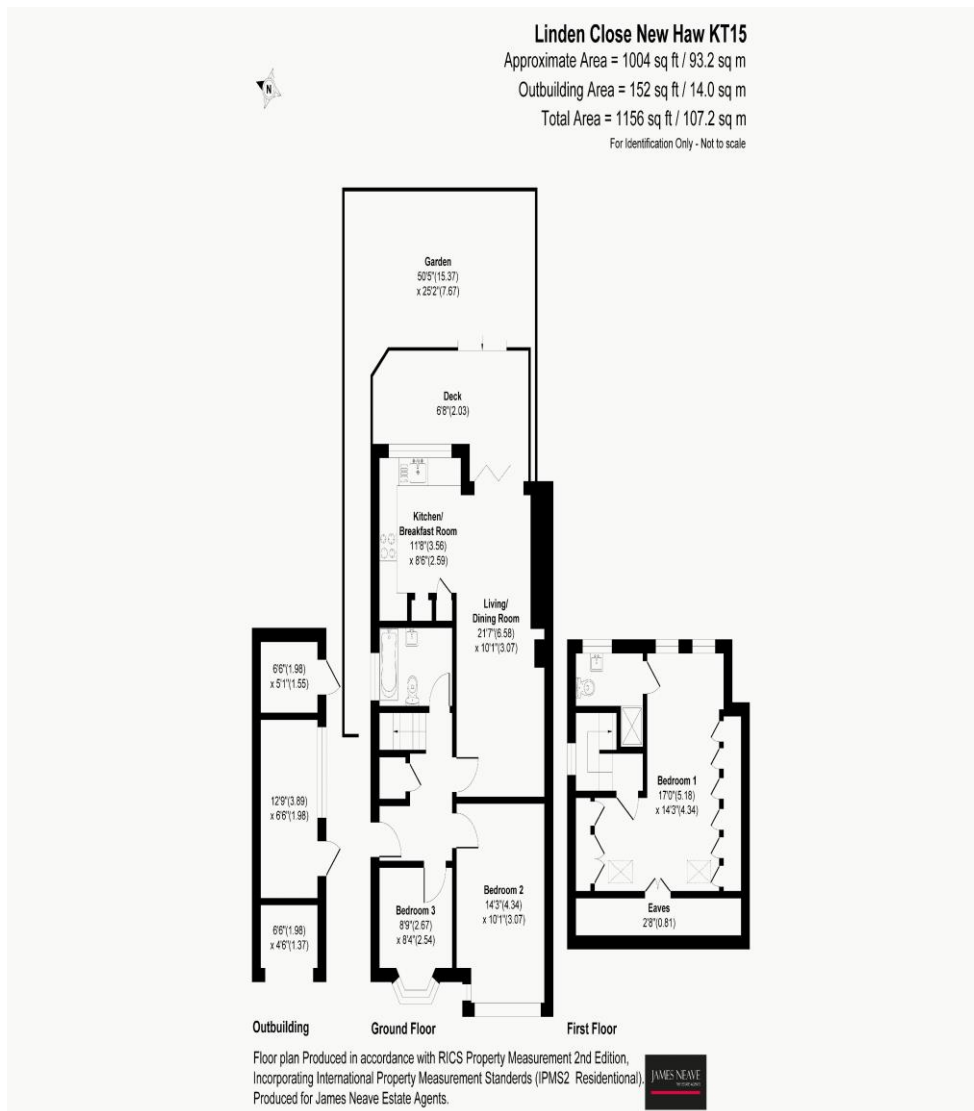 Linden Close New Haw KT15
Approximate Area = 1004 sq ft / 93.2 sq m
Outbuilding Area = 152 sq ft / 14.0 sq m
Total Area = 1156 sq ft / 107.2 sq m
For Identification Only - Not to scale
N
Garden
50'5"(15.37)
x 25'2"(7.67)
Deck
6'8"(2.03)
Kitchen/
Breakfast Room
11'8"(3.56)
x 8'6"(2.59)
Living/
Dining Room
21'7"(6.58)
x 10'1"(3.07)
6'6"(1.98)
x 5'1"(1.55)
12'9"(3.89)
x 6'6"(1.98)
6'6"(1.98)
x 4'6"(1.37)
Bedroom 3
8'9"(2.67)
x 8'4"(2.54)
Bedroom 2
14'3"(4.34)
x 10'1"(3.07)
Bedroom 1
17'0"(5.18)
x 14'3"(4.34)
Eaves
2'8"(0.81)
Outbuilding
Ground Floor
First Floor
Floor plan Produced in accordance with RICS Property Measurement 2nd Edition,
Incorporating International Property Measurement Standerds (IPMS2 Residentional).
Produced for James Neave Estate Agents.
JAMES NEAVE